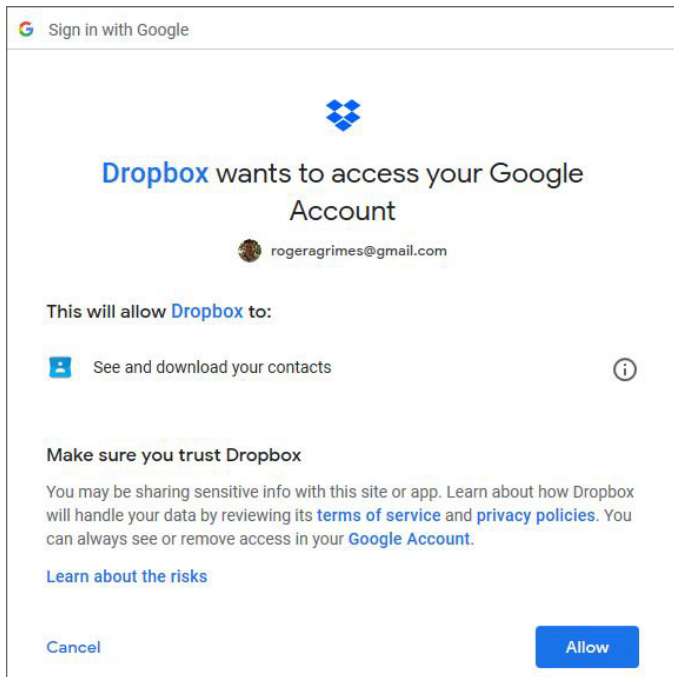 Sign in with Google
Dropbox wants to access your Google
Account
rogeragrimes@gmail.com
This will allow Dropbox to:
See and download your contacts
Make sure you trust Dropbox
You may be sharing sensitive info with this site or app. Learn about how Dropbox
will handle your data by reviewing its terms of service and privacy policies. You
can always see or remove access in your Google Account.
Learn about the risks
Cancel
Allow